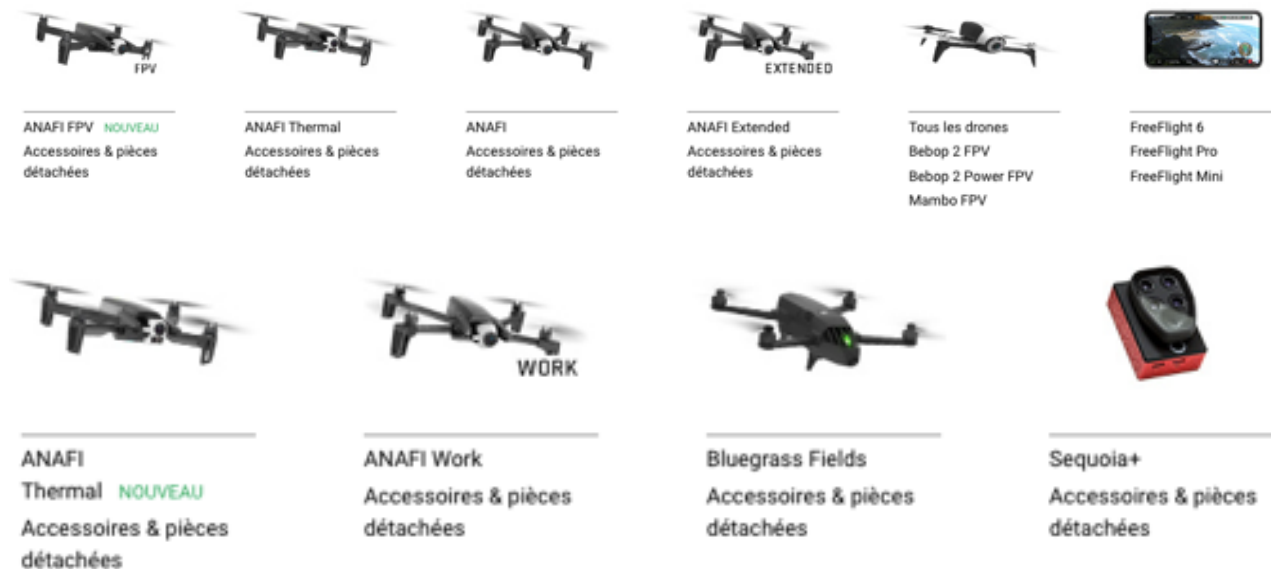 FPV
EXTENDED
ANAFI FPV NOUVEAU
Accessoires & pièces
détachées
ANAFI Thermal
Accessoires & pièces
détachées
ANAFI
Accessoires & pièces
détachées
ANAFI Extended
Accessoires & pièces
détachées
Tous les drones
Bebop 2 FPV
Bebop 2 Power FPV
Mambo FPV
FreeFlight 6
FreeFlight Pro
FreeFlight Mini
WORK
ANAFI
Thermal NOUVEAU
Accessoires & pièces
détachées
ANAFI Work
Accessoires & pièces
détachées
Bluegrass Fields
Accessoires & pièces
détachées
Sequoia+
Accessoires & pièces
détachées